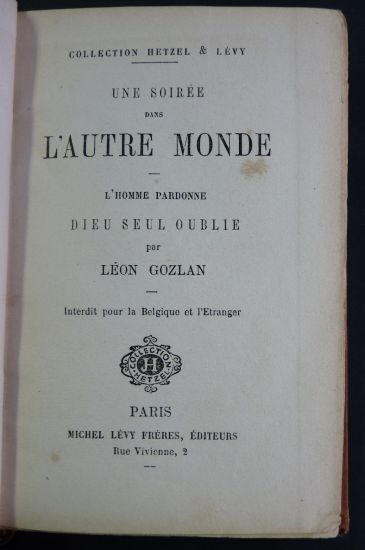 COLLECTION HETZEL & LÉVY
UNE SOIRÉE
DANS
L'AUTRE MONDE
L'HOMME PARDONNE
DIEU SEUL OUBLIE
par
LÉON GOZLAN
Interdit pour la Belgique et l'Etranger
COLLECTION
H
HETZEL
PARIS
MICHEL LÉVY FRÈRES, ÉDITEURS
Rue Vivienne, 2